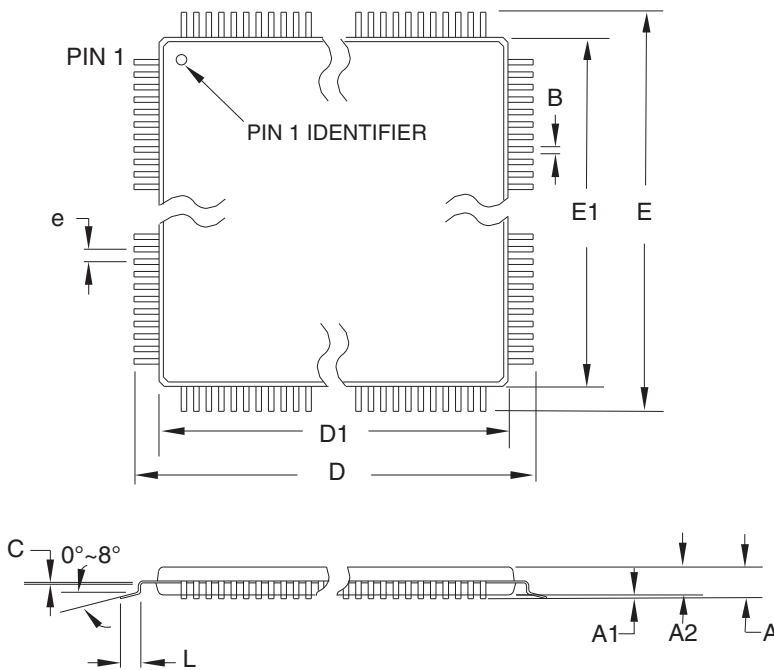 PIN 1
PIN 1 IDENTIFIER
B
e
E1
E
D1
D
C
0°~8°
L
A1
A2
A